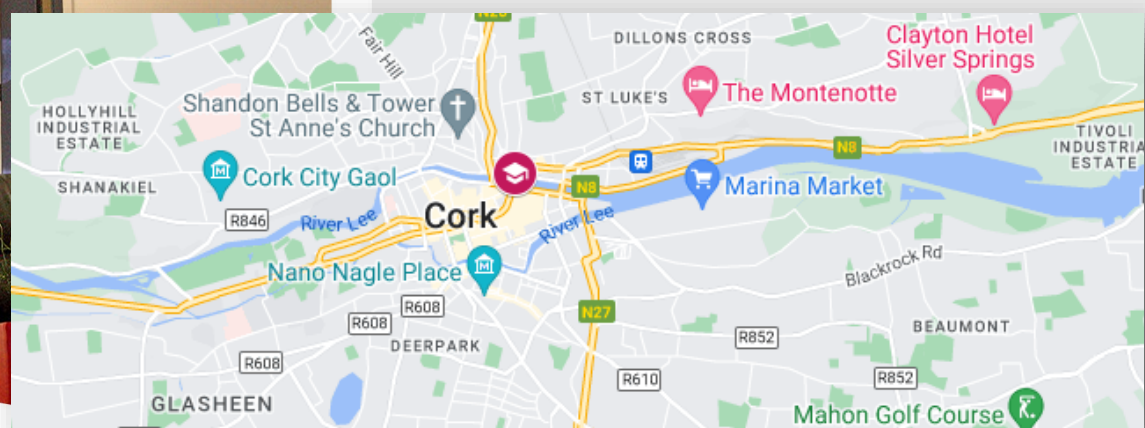 N20
Fair Hill
DILLONS CROSS
Clayton Hotel
Silver Springs
HOLLYHILL
INDUSTRIAL
ESTATE
Shandon Bells & Tower
St Anne's Church
ST LUKE'S
The Montenotte
TIVOLI
INDUSTRIA
ESTATE
N8
SHANAKIEL
Cork City Gaol
N8
Marina Market
R846
River Lee
Cork
River Lee
Nano Nagle Place
Blackrock Rd
R608
R608
N27
R852
BEAUMONT
DEERPARK
R608
R610
R852
GLASHEEN
Mahon Golf Course